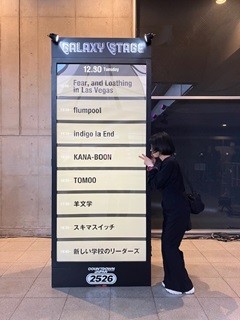 GALAXY STAGE
12.30 Tuesday
Fear, and Loathing
in Las Vegas
flumpool
indigo la End
KANA-BOON
TOMOO
羊文学
スキマスイッチ
新しい学校のリーダーズ
COUNTDOWN
JAPAN
2526